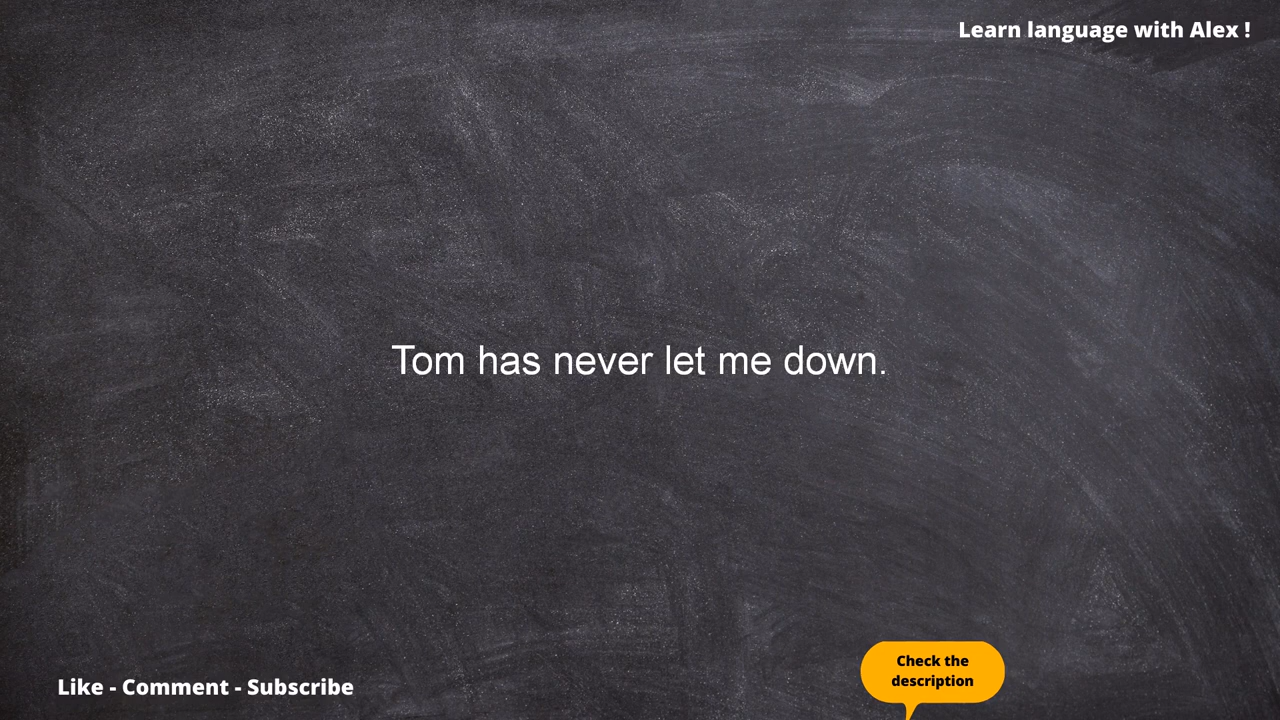 Learn language with Alex !
Tom has never let me down.
Check the
description
Like - Comment - Subscribe